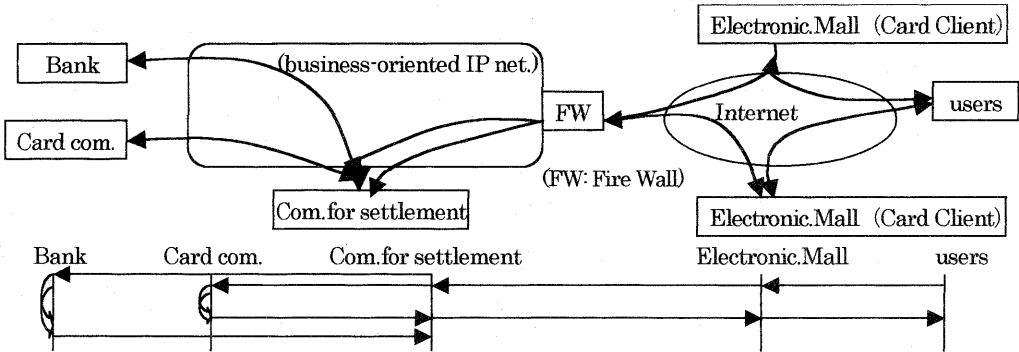 Electronic.Mall (Card Client)
Bank
(business-oriented IP net.)
FW
Internet
users
Card com.
(FW: Fire Wall)
Com.for settlement
Electronic.Mall (Card Client)
Bank
Card com.
Com.for settlement
Electronic.Mall
users